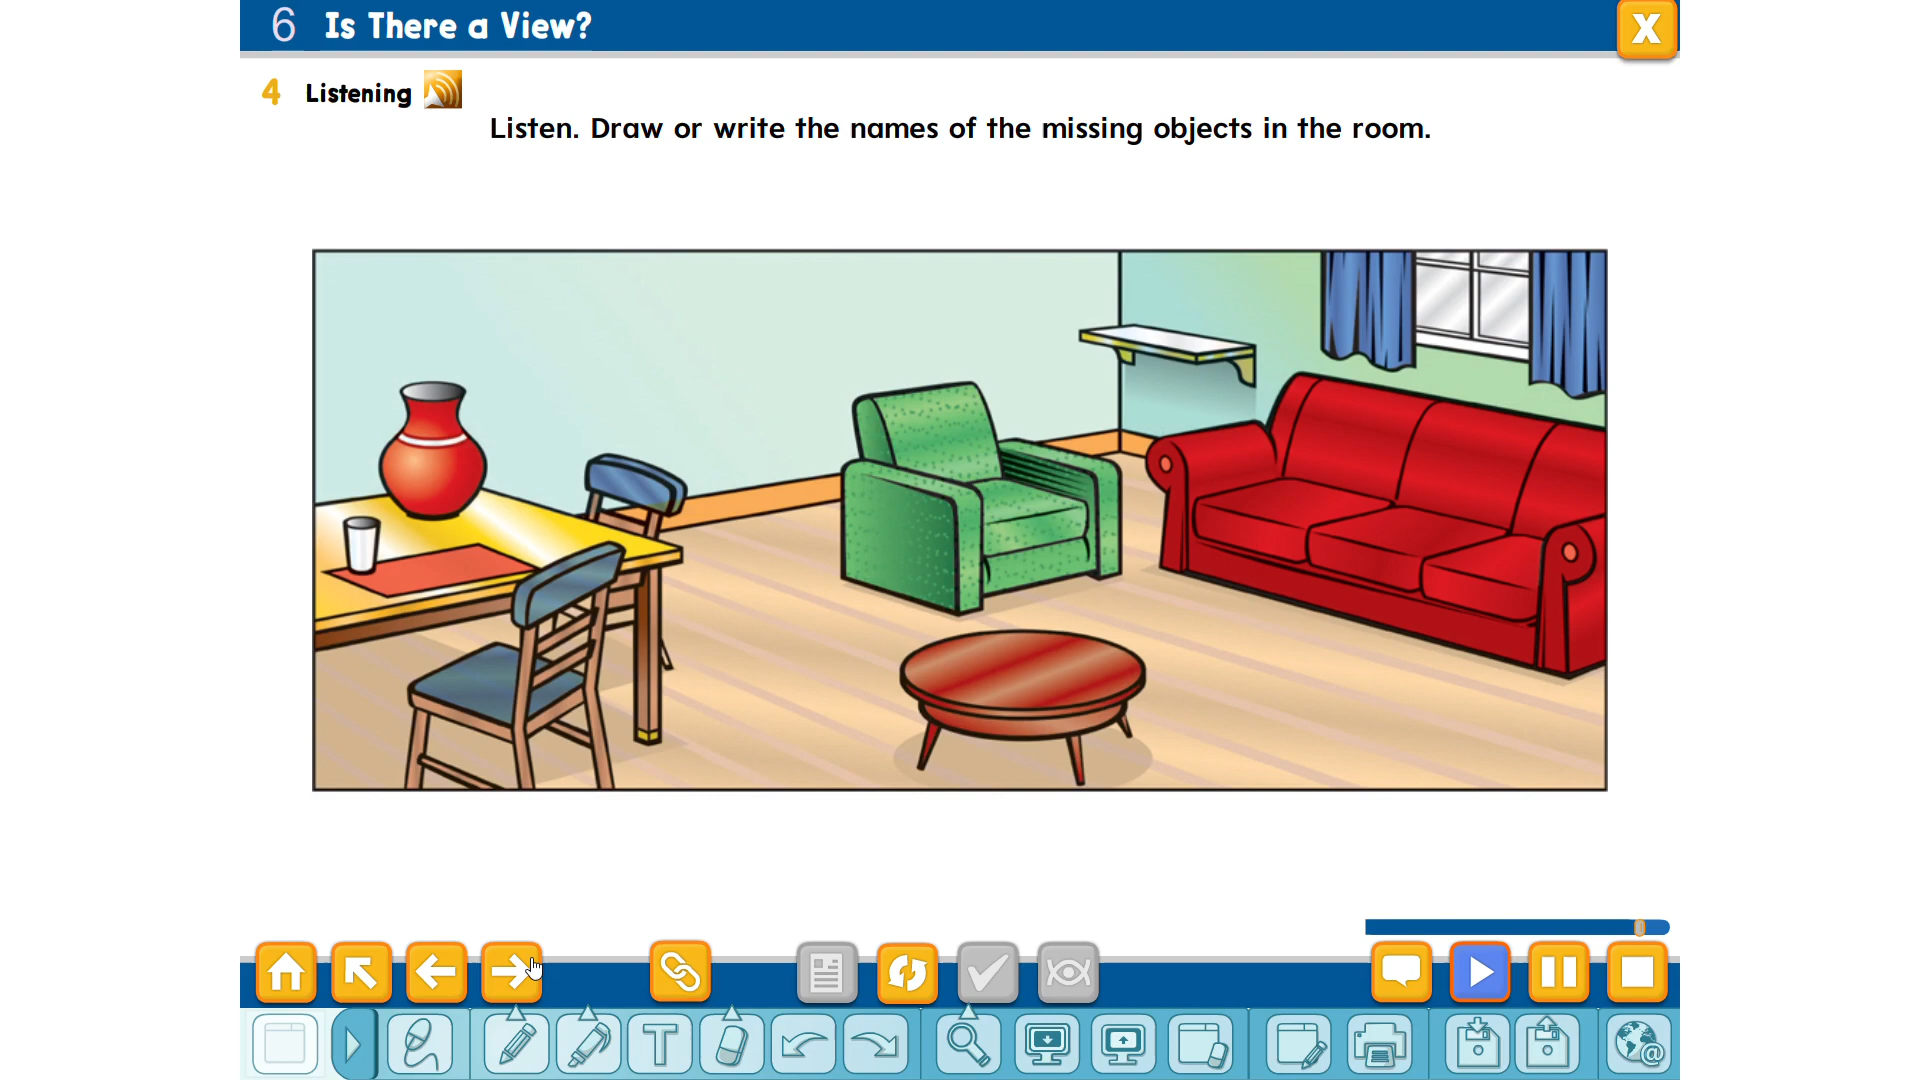 6 Is There a View?
X
4 Listening
Listen. Draw or write the names of the missing objects in the room.
T
@